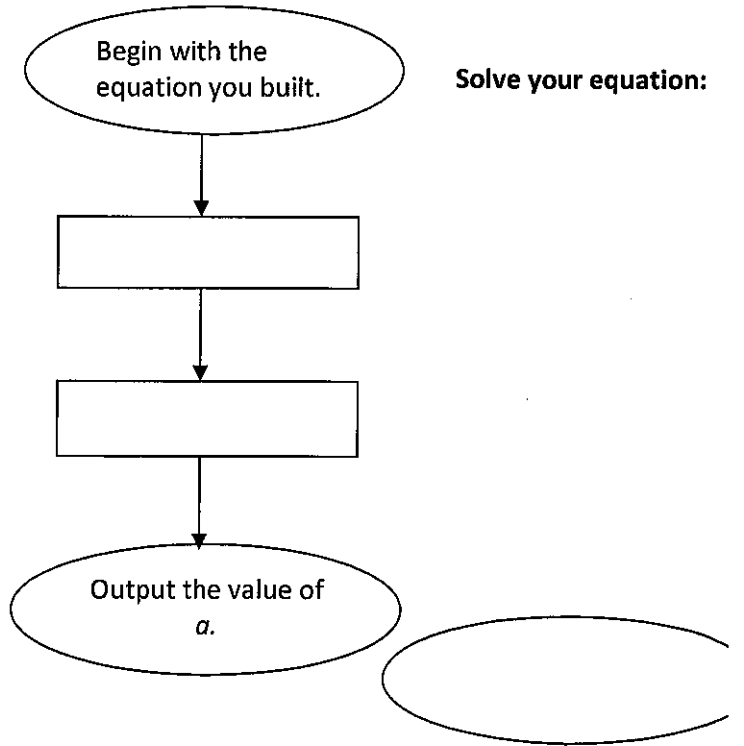 Begin with the
equation you built.
Solve your equation:
Output the value of
a.